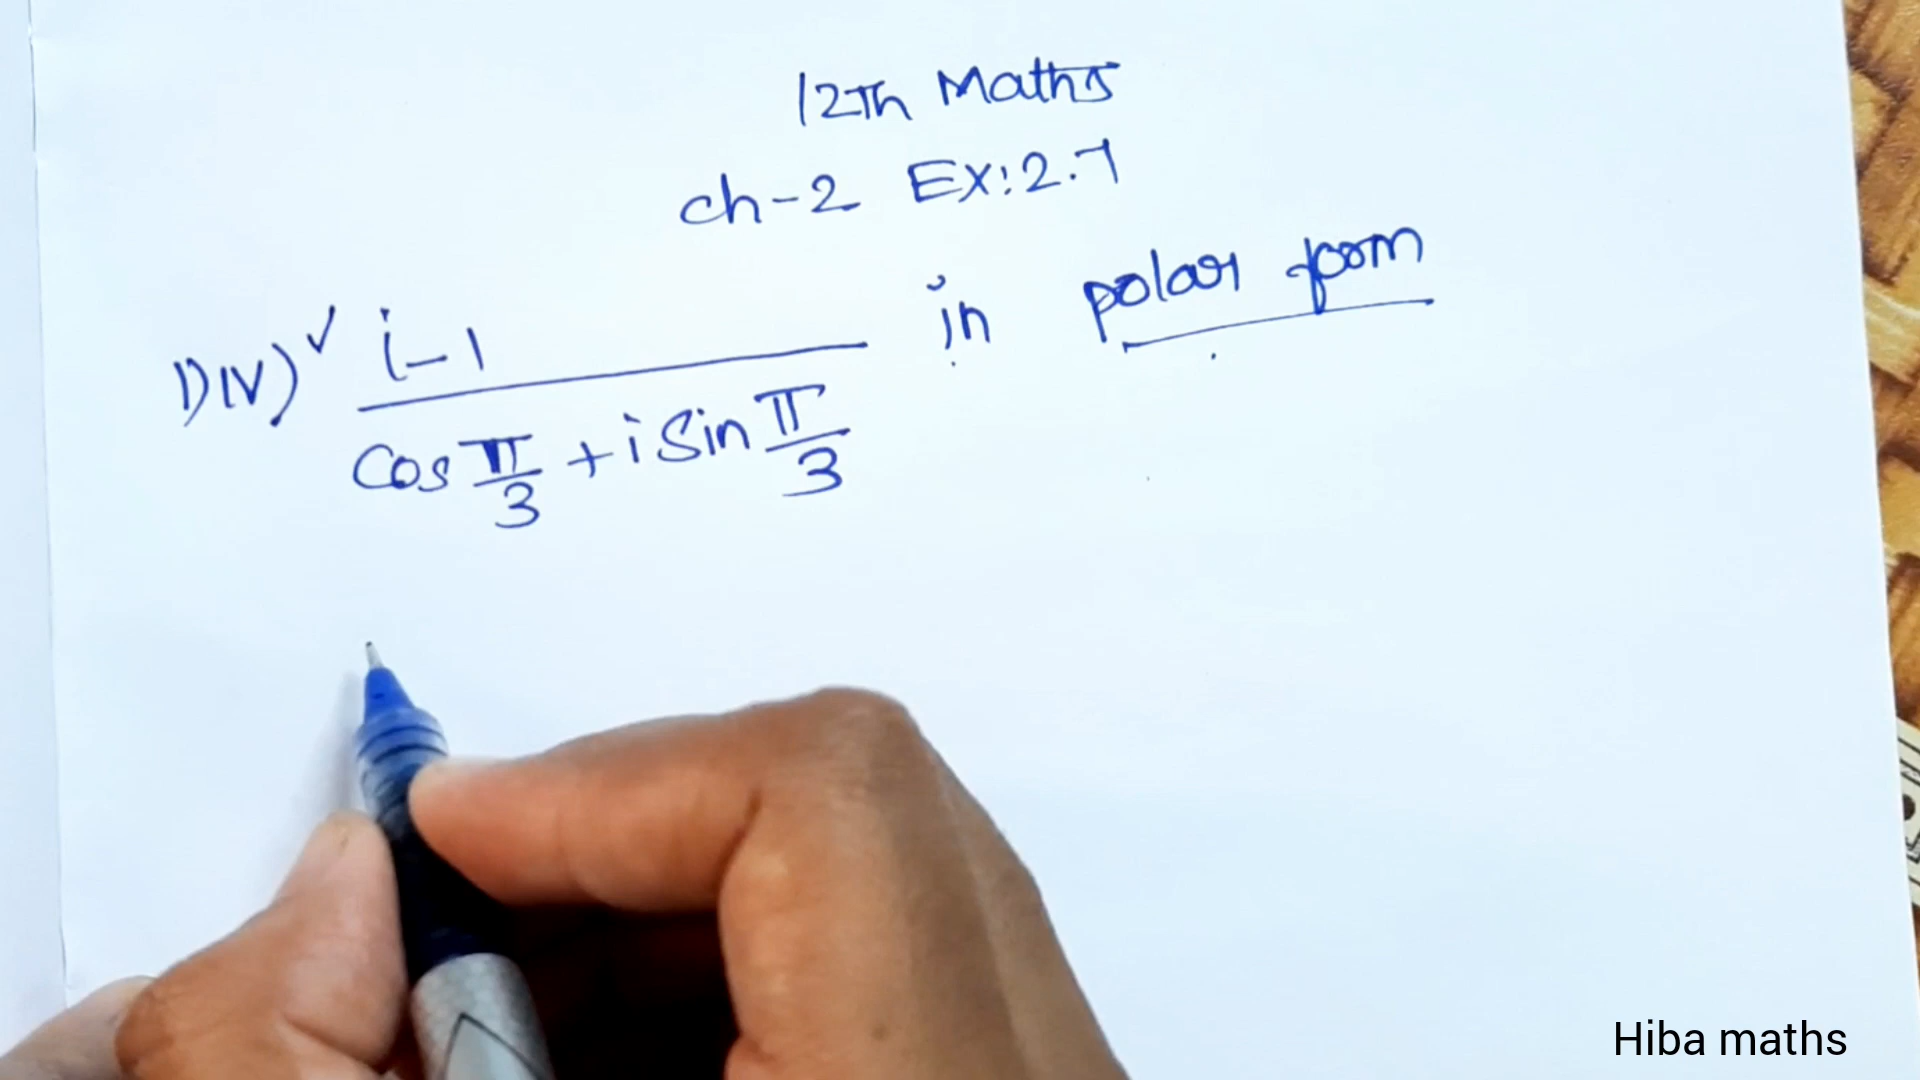 12Th Maths
Ch-2 Ex:2.7
1)(IV) ✓ i-1 / Cos π/3 + i Sin π/3 in polar form
Hiba maths